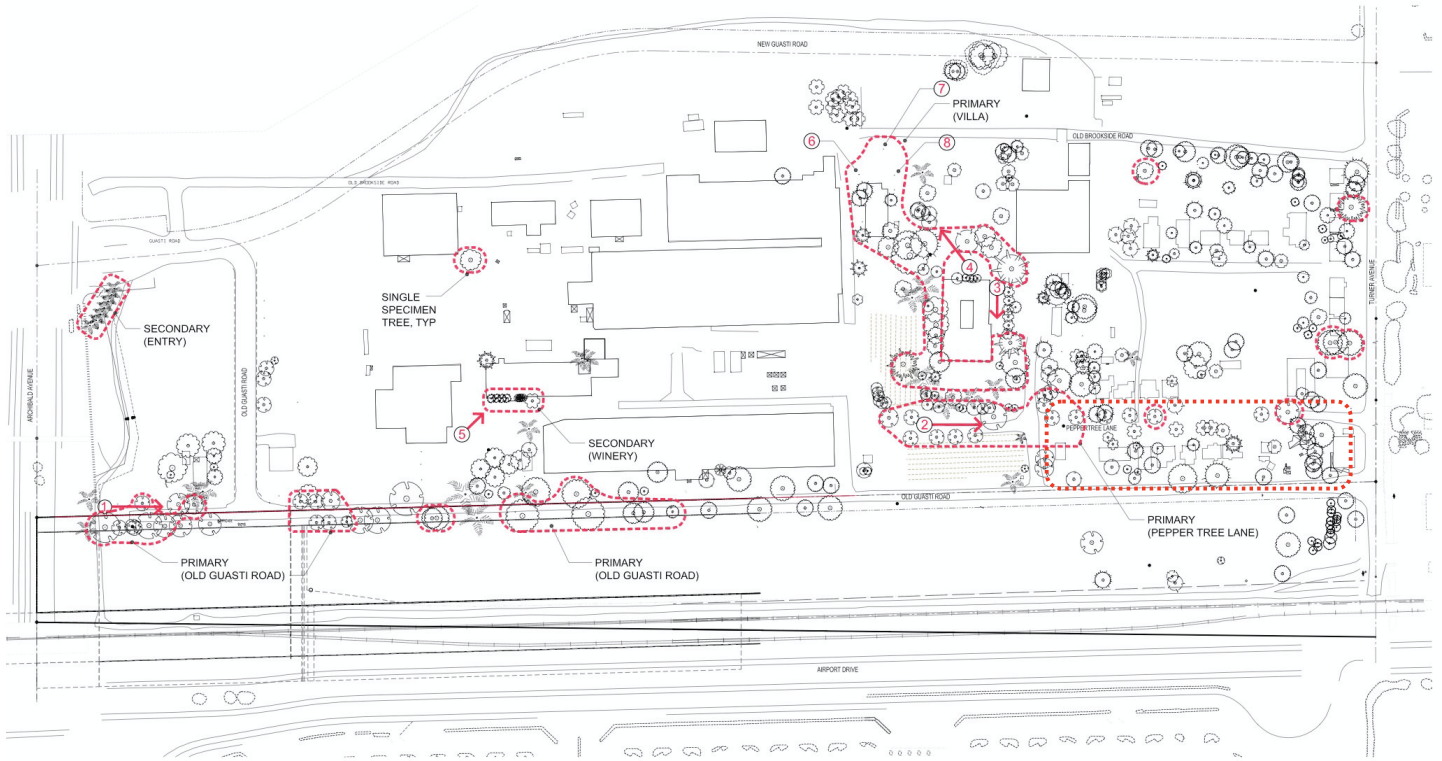 NEW GUASTI ROAD
7
PRIMARY
(VILLA)
6
8
OLD BROOKSIDE ROAD
OLD BROOKSIDE ROAD
GUASTI ROAD
4
3
SINGLE
SPECIMEN
TREE, TYP
SECONDARY
(ENTRY)
TURNER AVENUE
ARCHIBALD AVENUE
OLD GUASTI ROAD
2
PEPPERTREE LANE
5
SECONDARY
(WINERY)
OLD GUASTI ROAD
1
PRIMARY
(OLD GUASTI ROAD)
PRIMARY
(OLD GUASTI ROAD)
PRIMARY
(PEPPER TREE LANE)
AIRPORT DRIVE